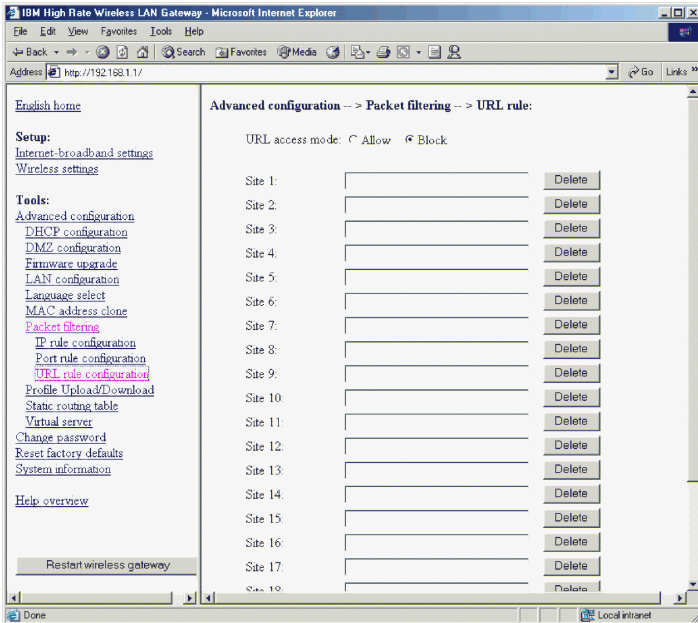 IBM High Rate Wireless LAN Gateway - Microsoft Internet Explorer
File Edit View Favorites Tools Help
Back Search Favorites Media
Address http://192.168.1.1/ Go Links »
English home
Setup:
Internet-broadband settings
Wireless settings
Tools:
Advanced configuration
DHCP configuration
DMZ configuration
Firmware upgrade
LAN configuration
Language select
MAC address clone
Packet filtering
IP rule configuration
Port rule configuration
URL rule configuration
Profile Upload/Download
Static routing table
Virtual server
Change password
Reset factory defaults
System information
Help overview
Restart wireless gateway
Advanced configuration -- > Packet filtering -- > URL rule:
URL access mode: Allow Block
Site 1: Delete
Site 2: Delete
Site 3: Delete
Site 4: Delete
Site 5: Delete
Site 6: Delete
Site 7: Delete
Site 8: Delete
Site 9: Delete
Site 10: Delete
Site 11: Delete
Site 12: Delete
Site 13: Delete
Site 14: Delete
Site 15: Delete
Site 16: Delete
Site 17: Delete
Site 18: Delete
Done Local intranet